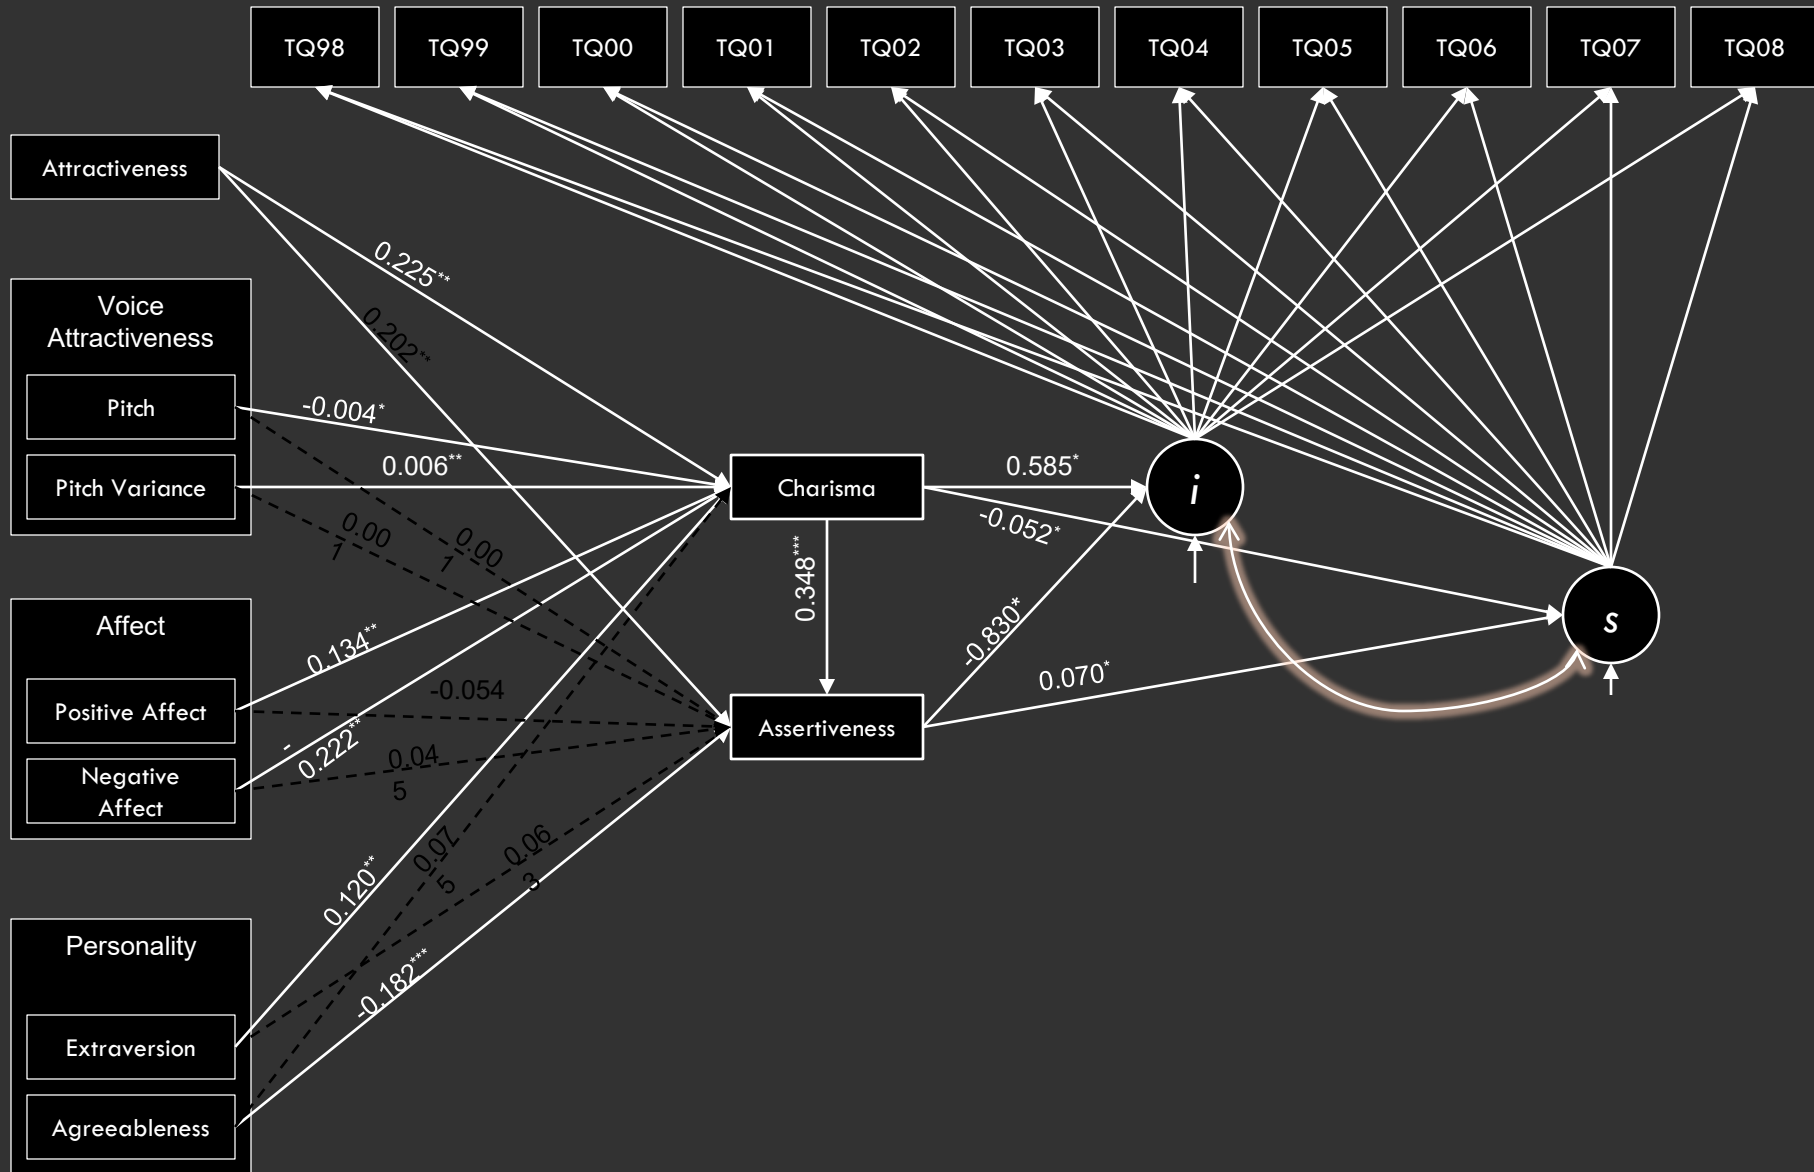 TQ98
TQ99
TQ00
TQ01
TQ02
TQ03
TQ04
TQ05
TQ06
TQ07
TQ08
Attractiveness
0.225**
0.202**
Voice
Attractiveness
Pitch
-0.004*
Pitch Variance
0.006**
0.00
1
0.00
1
Charisma
0.585*
-0.052*
i
0.348***
-0.830*
0.070*
s
Affect
0.134**
Positive Affect
-0.054
Assertiveness
-
0.222**
Negative
Affect
0.04
5
0.07
5
0.06
3
0.120**
Personality
-0.182***
Extraversion
Agreeableness